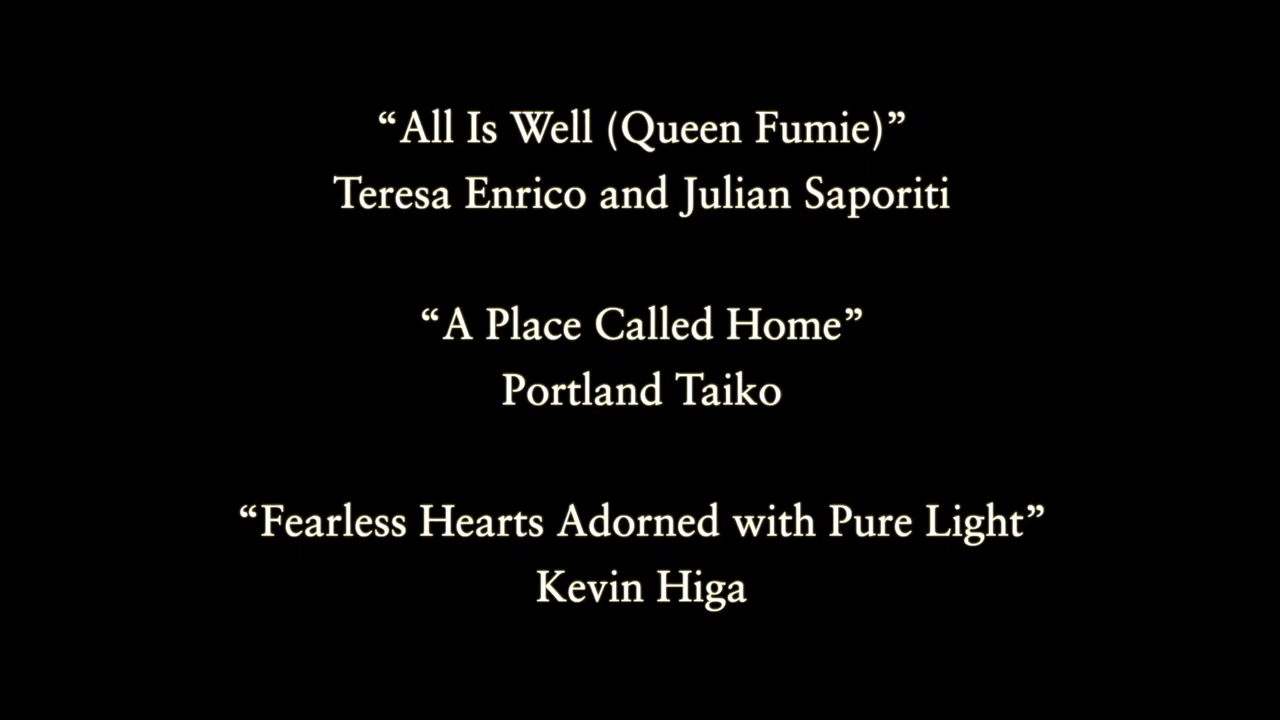 “All Is Well (Queen Fumie)”
Teresa Enrico and Julian Saporiti
“A Place Called Home”
Portland Taiko
“Fearless Hearts Adorned with Pure Light”
Kevin Higa